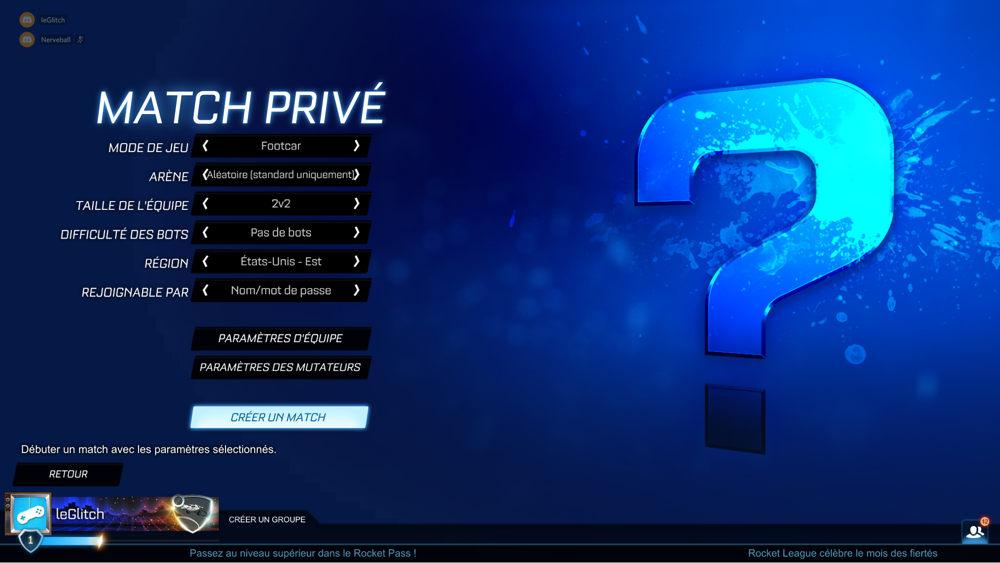 leGlitch
Nerveball
MATCH PRIVÉ
MODE DE JEU Footcar
ARÈNE Aléatoire (standard uniquement)
TAILLE DE L'ÉQUIPE 2v2
DIFFICULTÉ DES BOTS Pas de bots
RÉGION États-Unis - Est
REJOIGNABLE PAR Nom/mot de passe
PARAMÈTRES D'ÉQUIPE
PARAMÈTRES DES MUTATEURS
CRÉER UN MATCH
Débuter un match avec les paramètres sélectionnés.
RETOUR
leGlitch
CRÉER UN GROUPE
12
1
Passez au niveau supérieur dans le Rocket Pass !
Rocket League célèbre le mois des fiertés